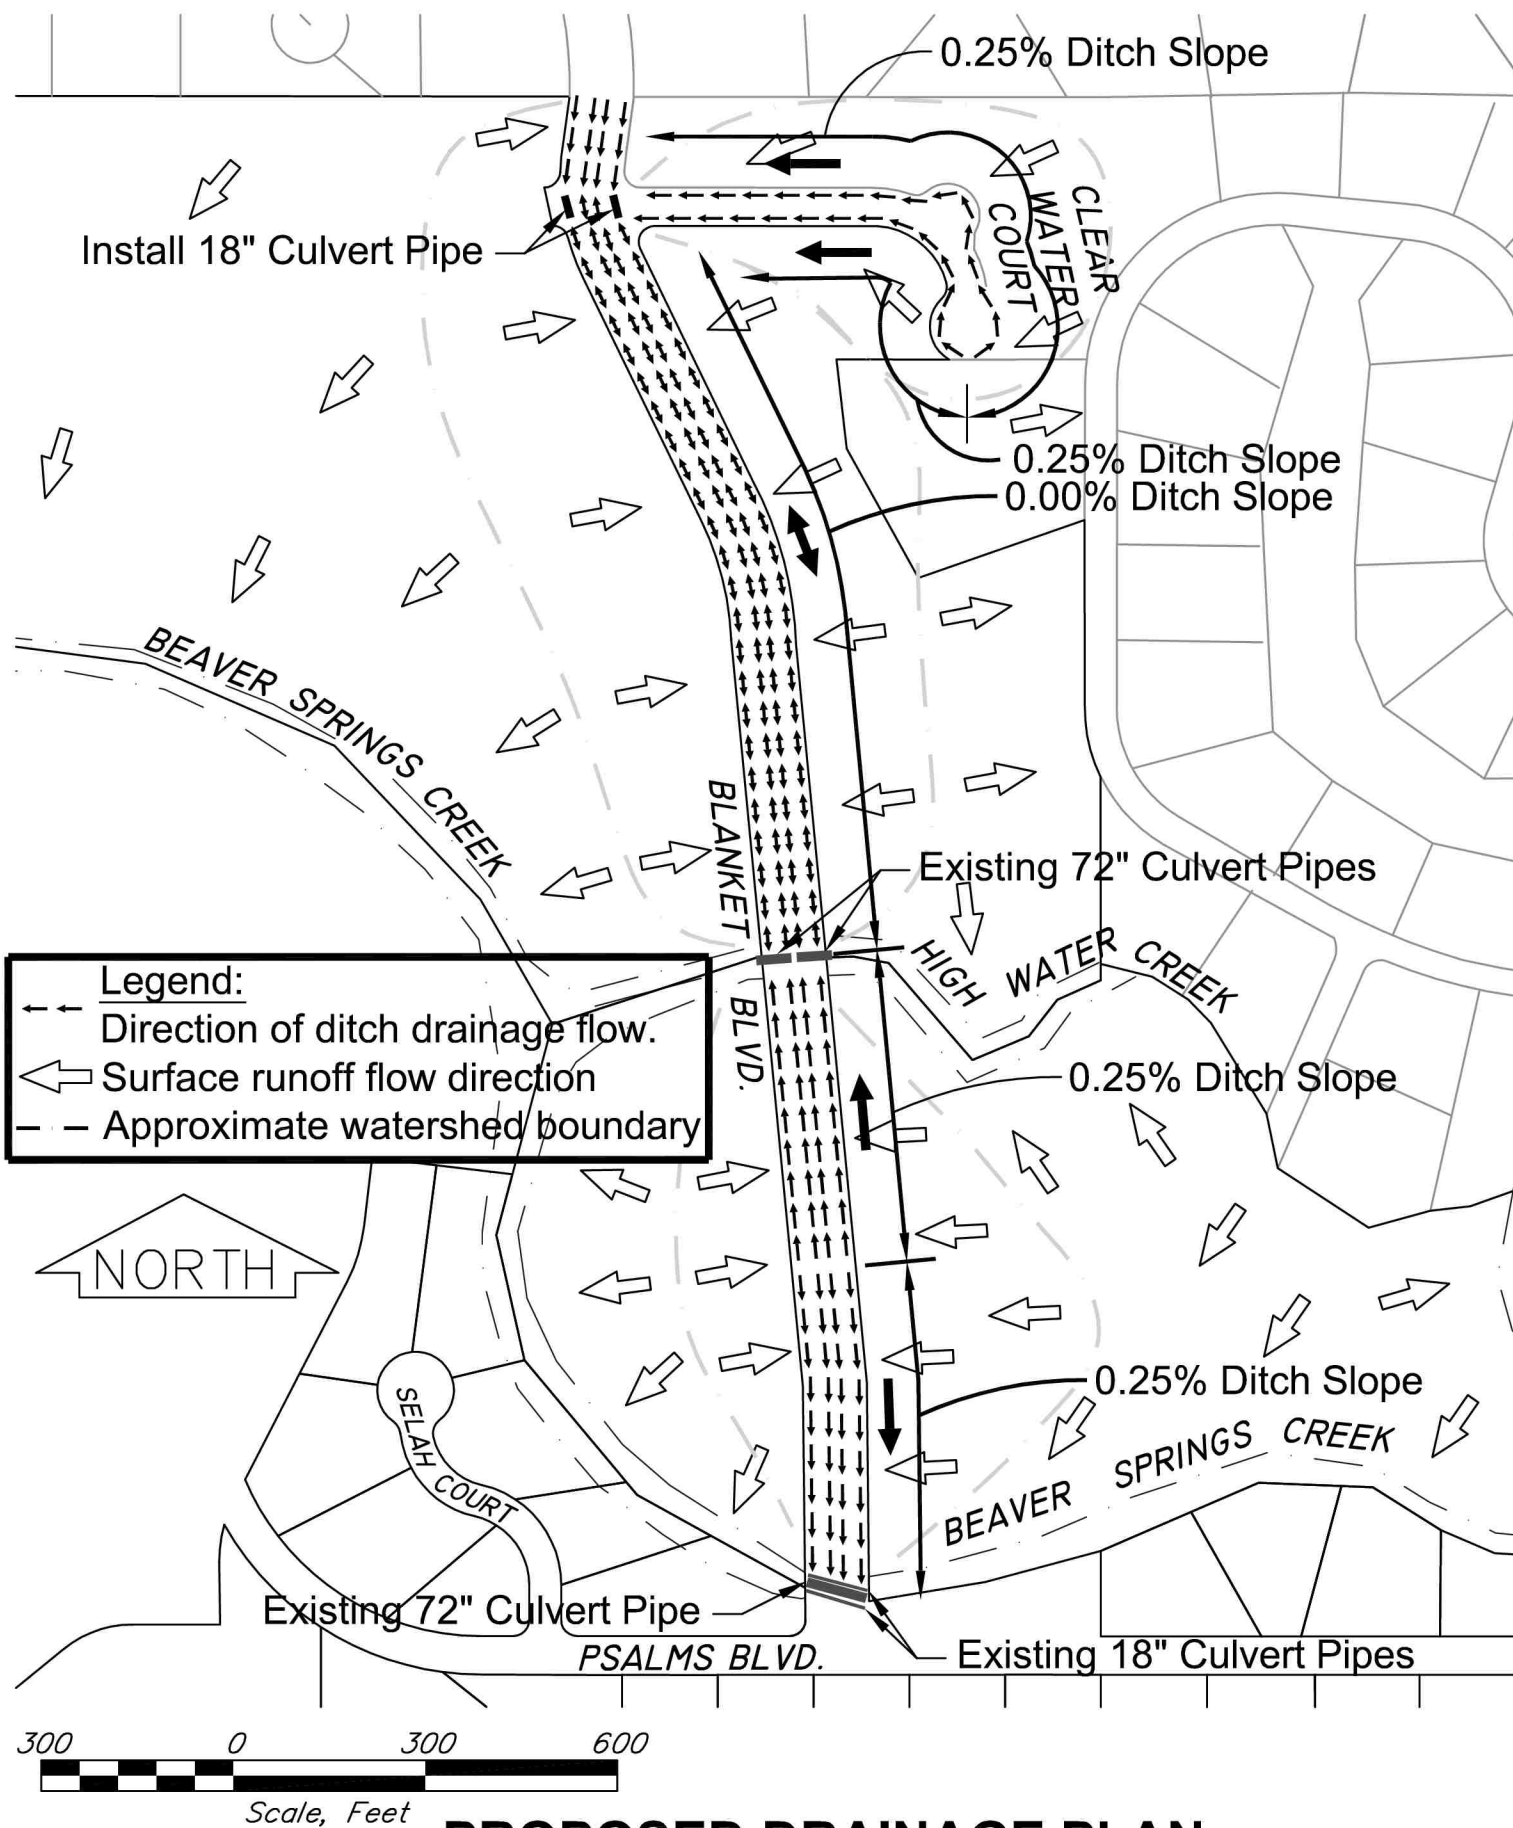 0.25% Ditch Slope
CLEAR
WATER
COURT
Install 18" Culvert Pipe
0.25% Ditch Slope
0.00% Ditch Slope
BEAVER SPRINGS CREEK
BLANKET
BLVD.
Existing 72" Culvert Pipes
HIGH WATER CREEK
Legend:
Direction of ditch drainage flow.
Surface runoff flow direction
Approximate watershed boundary
0.25% Ditch Slope
NORTH
0.25% Ditch Slope
SELAH COURT
BEAVER SPRINGS CREEK
Existing 72" Culvert Pipe
PSALMS BLVD.
Existing 18" Culvert Pipes
300 0 300 600
Scale, Feet
PROPOSED DRAINAGE PLAN